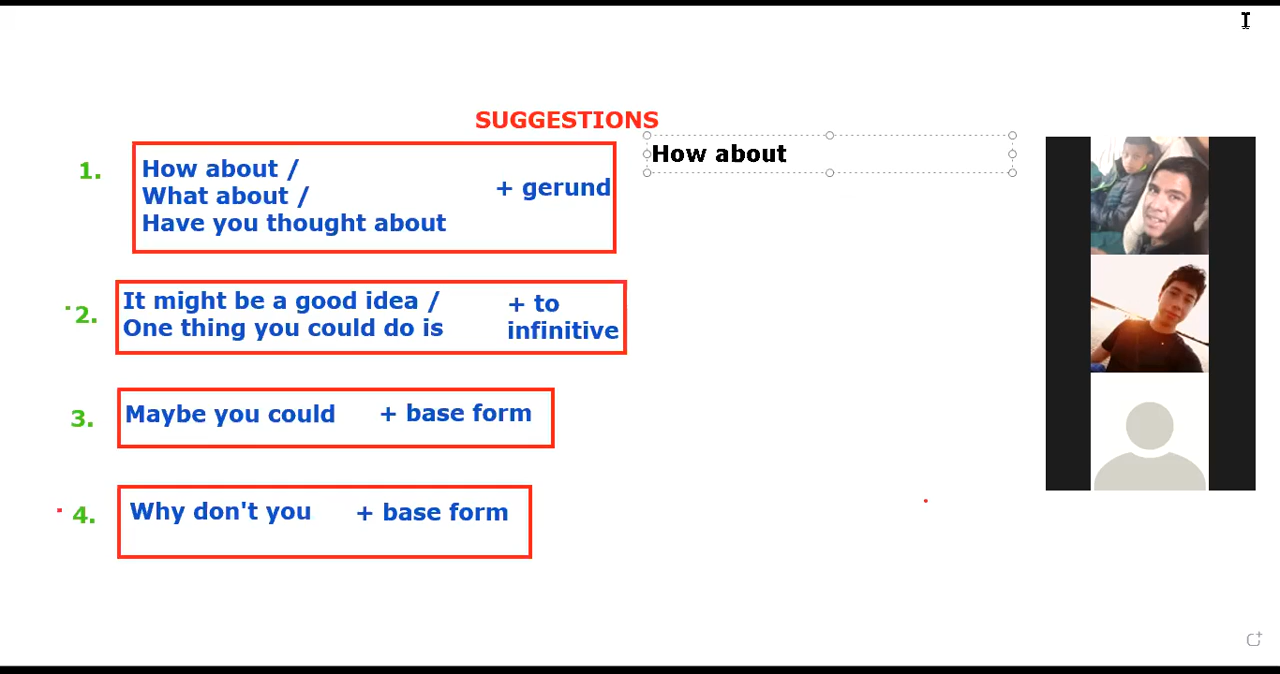 SUGGESTIONS
1.
How about /
What about /
Have you thought about
+ gerund
How about
2.
It might be a good idea /
One thing you could do is
+ to
infinitive
3.
Maybe you could + base form
4.
Why don't you + base form